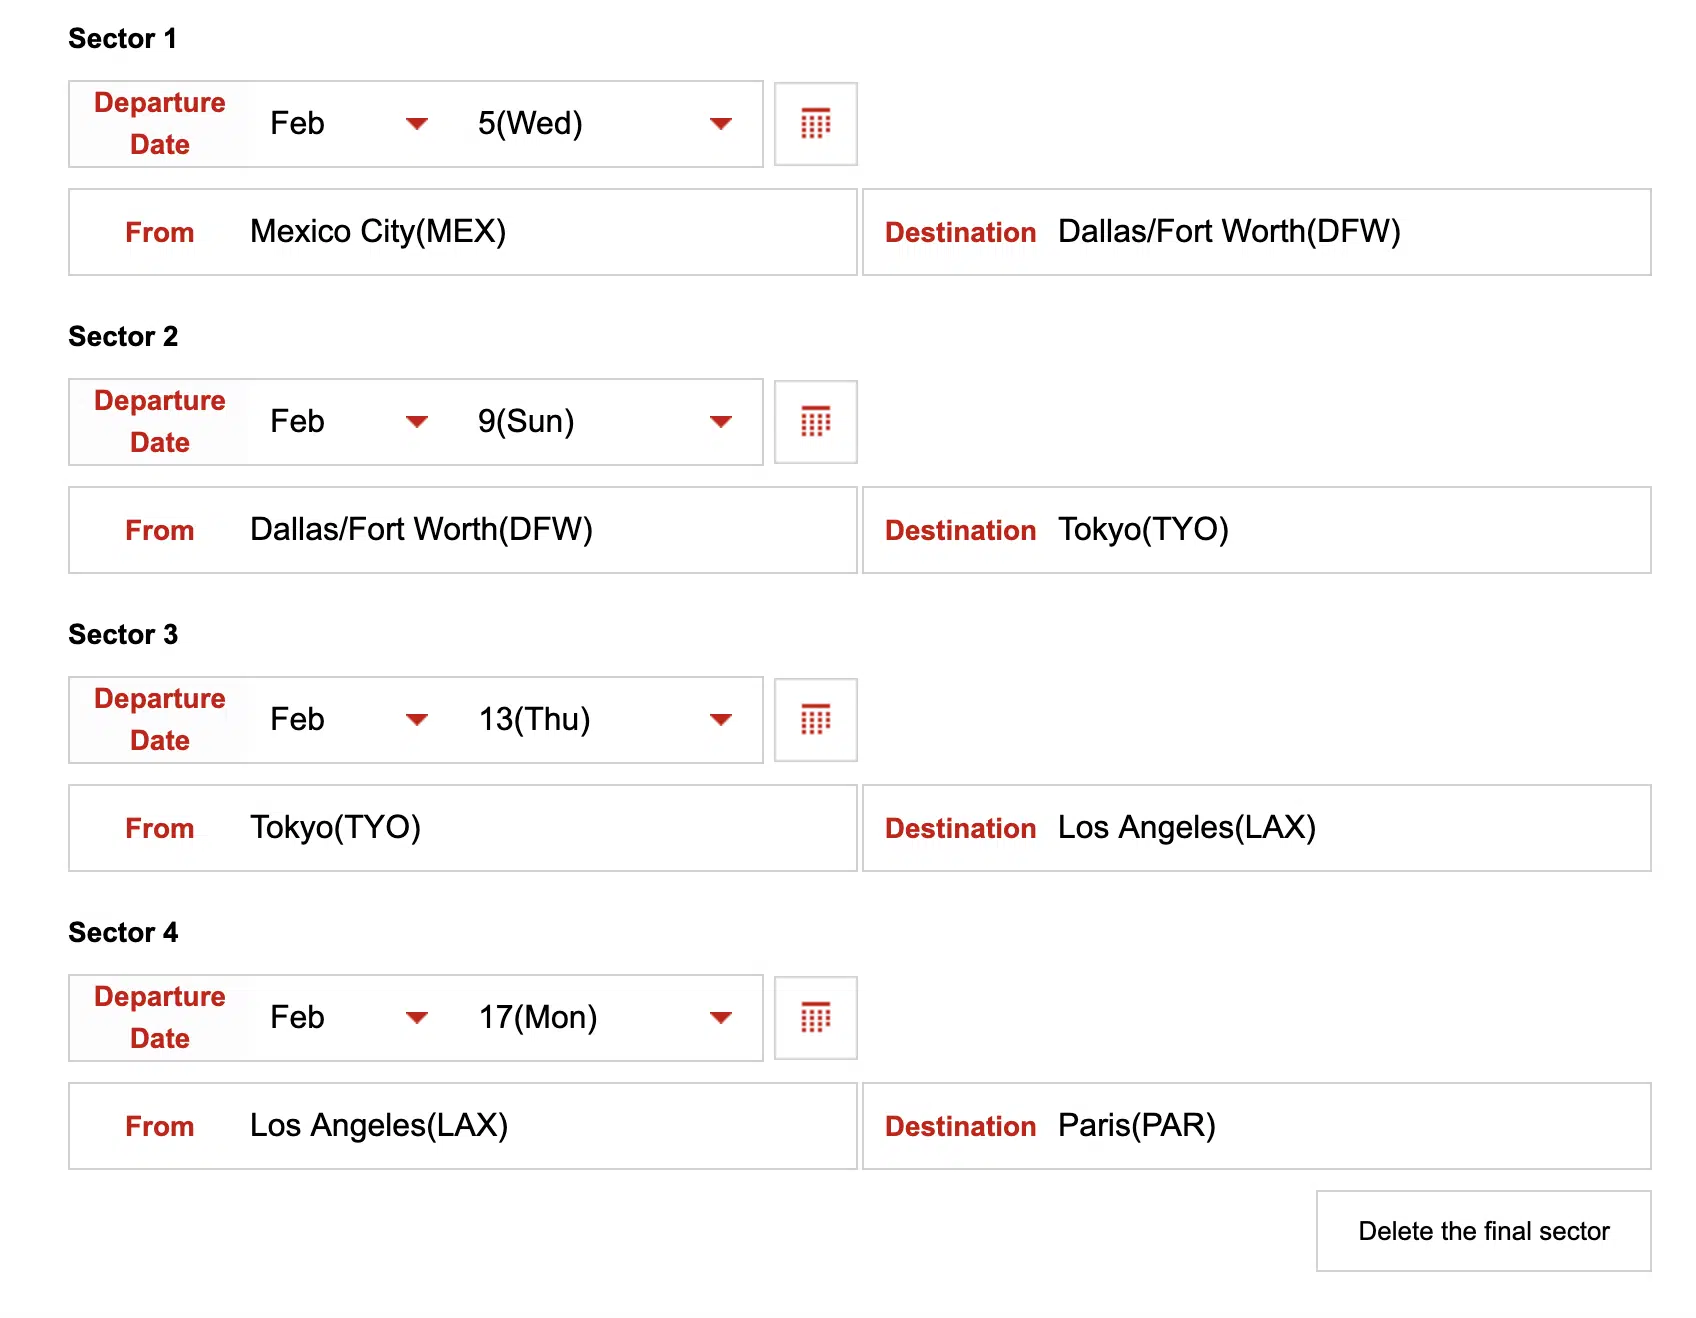 Sector 1
Departure Date Feb 5(Wed)
From Mexico City(MEX) Destination Dallas/Fort Worth(DFW)
Sector 2
Departure Date Feb 9(Sun)
From Dallas/Fort Worth(DFW) Destination Tokyo(TYO)
Sector 3
Departure Date Feb 13(Thu)
From Tokyo(TYO) Destination Los Angeles(LAX)
Sector 4
Departure Date Feb 17(Mon)
From Los Angeles(LAX) Destination Paris(PAR)
Delete the final sector